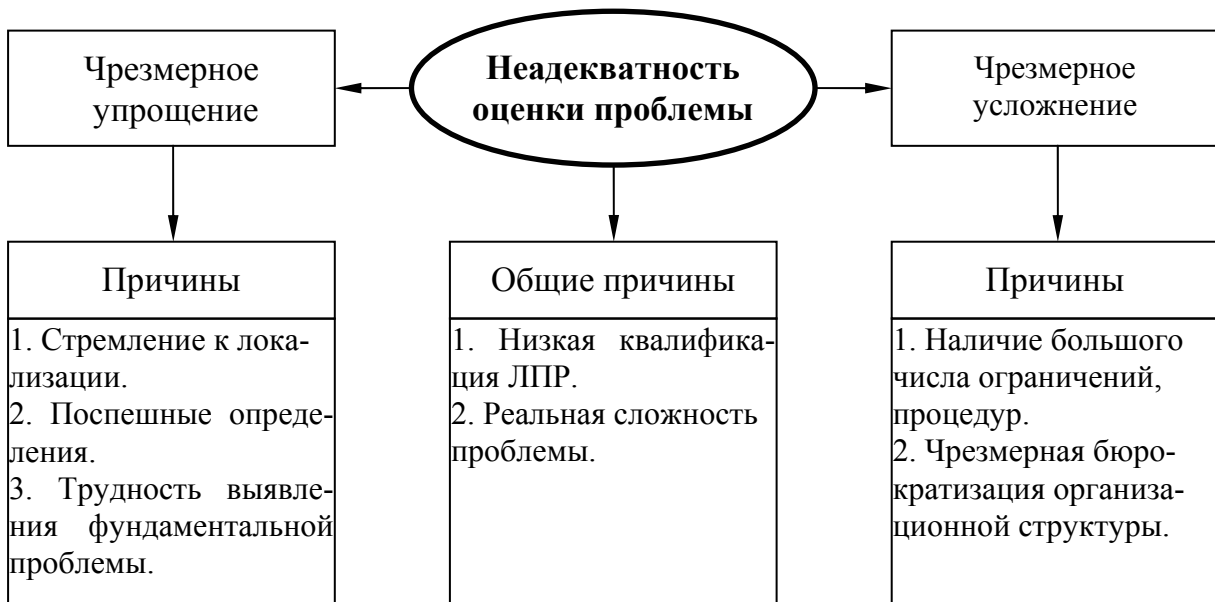 Неадекватность
оценки проблемы
Чрезмерное
упрощение
Чрезмерное
усложнение
Причины
1. Стремление к лока-
лизации.
2. Поспешные опреде-
ления.
3. Трудность выявле-
ния фундаментальной
проблемы.
Общие причины
1. Низкая квалифика-
ция ЛПР.
2. Реальная сложность
проблемы.
Причины
1. Наличие большого
числа ограничений,
процедур.
2. Чрезмерная бюро-
кратизация организа-
ционной структуры.